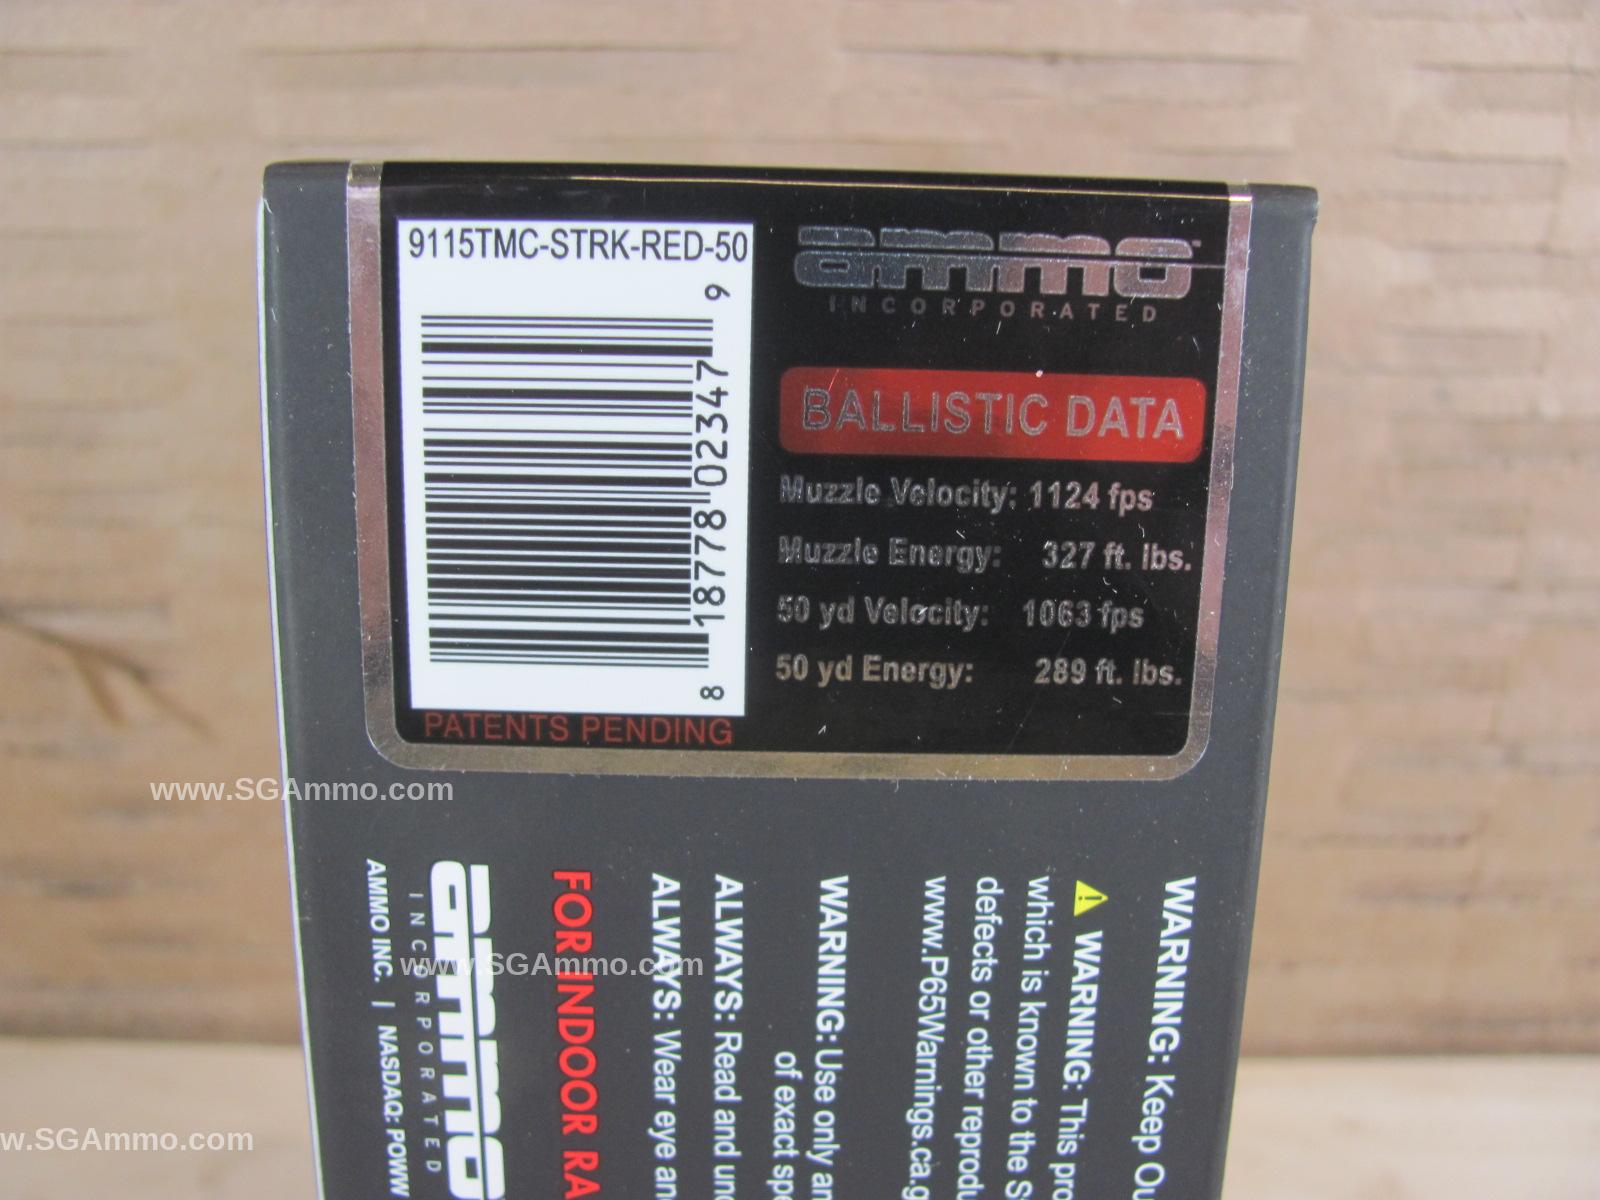 9115TMC-STRK-RED-50
8 18778 02347 9
PATENTS PENDING
ammo
INCORPORATED
BALLISTIC DATA
Muzzle Velocity: 1124 fps
Muzzle Energy: 327 ft. lbs.
50 yd Velocity: 1063 fps
50 yd Energy: 289 ft. lbs.
www.SGAmmo.com
www.SGAmmo.com
w.SGAmmo.com
WARNING: Keep Ou
WARNING: This pro
which is known to the S
defects or other reprodu
www.P65Warnings.ca.g
WARNING: Use only an
of exact spe
ALWAYS: Read and und
ALWAYS: Wear eye an
FOR INDOOR RA
ammo
INCORPORATED
AMMO INC. | NASDAQ: POWW